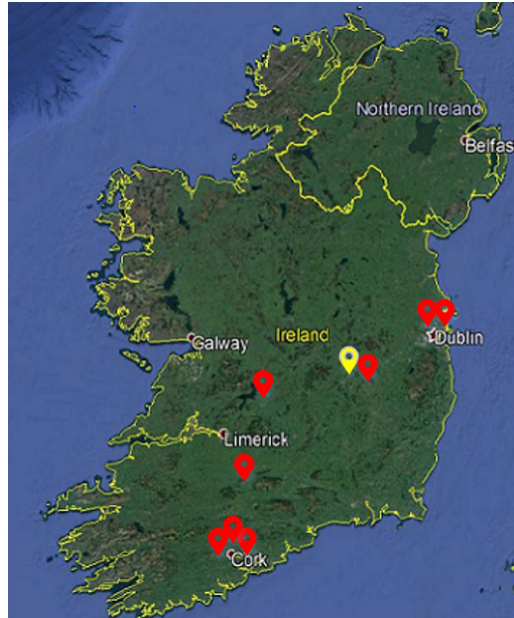 Northern Ireland
Belfas
Ireland
Galway
Dublin
Limerick
Cork